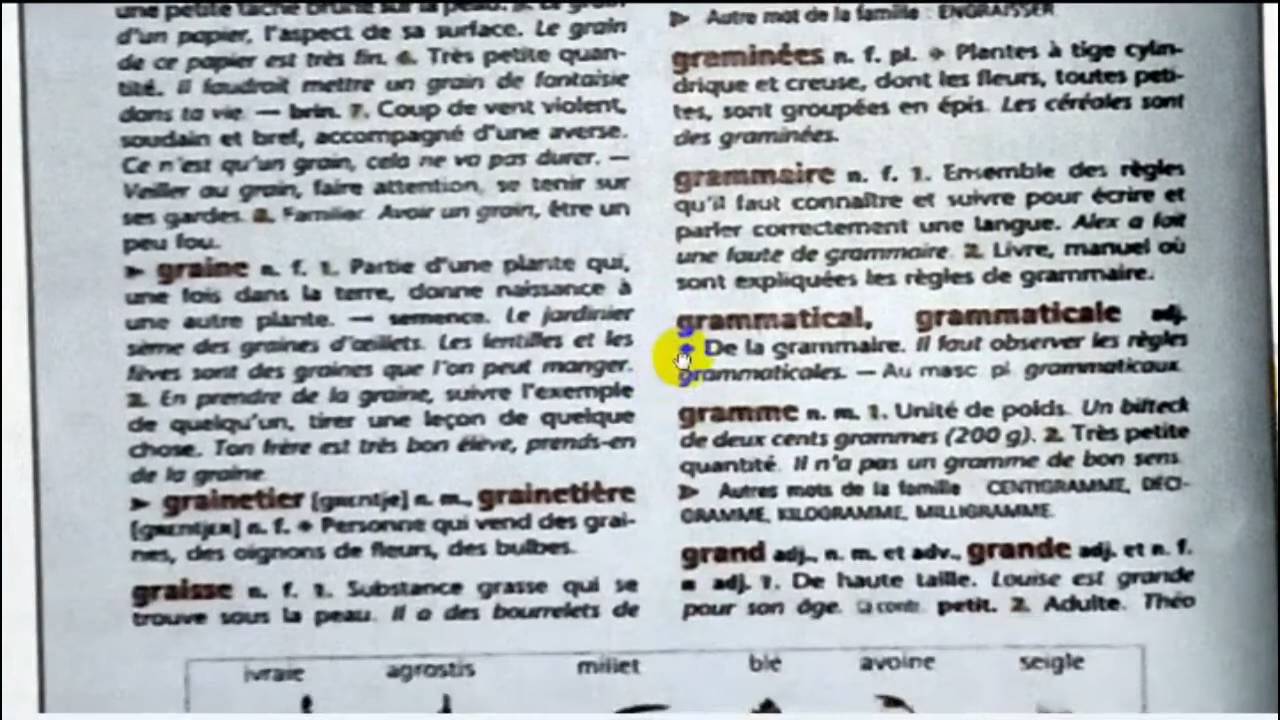 une petite tache brune sur la peau. 5. Le grain
d'un papier, l'aspect de sa surface. Le grain
de ce papier est très fin. 6. Très petite quan-
tité. Il faudrait mettre un grain de fantaisie
dans ta vie. — brin. 7. Coup de vent violent,
soudain et bref, accompagné d'une averse.
Ce n'est qu'un grain, cela ne va pas durer. —
Veiller au grain, faire attention, se tenir sur
ses gardes. 8. Familier. Avoir un grain, être un
peu fou.
► graine n. f. 1. Partie d'une plante qui,
une fois dans la terre, donne naissance à
une autre plante. — semence. Le jardinier
sème des graines d'œillets. Les lentilles et les
fèves sont des graines que l'on peut manger.
2. En prendre de la graine, suivre l'exemple
de quelqu'un, tirer une leçon de quelque
chose. Ton frère est très bon élève, prends-en
de la graine.
► grainetier [gʀɛntje] n. m., grainetière
[gʀɛntjɛʀ] n. f. ✦ Personne qui vend des grai-
nes, des oignons de fleurs, des bulbes.
graisse n. f. 1. Substance grasse qui se
trouve sous la peau. Il a des bourrelets de
▷ Autre mot de la famille : ENGRAISSER
graminées n. f. pl. ✦ Plantes à tige cylin-
drique et creuse, dont les fleurs, toutes peti-
tes, sont groupées en épis. Les céréales sont
des graminées.
grammaire n. f. 1. Ensemble des règles
qu'il faut connaître et suivre pour écrire et
parler correctement une langue. Alex a fait
une faute de grammaire. 2. Livre, manuel où
sont expliquées les règles de grammaire.
grammatical, grammaticale adj.
✦ De la grammaire. Il faut observer les règles
grammaticales. — Au masc. pl. grammaticaux.
gramme n. m. 1. Unité de poids. Un bifteck
de deux cents grammes (200 g). 2. Très petite
quantité. Il n'a pas un gramme de bon sens.
▷ Autres mots de la famille : CENTIGRAMME, DÉCI-
GRAMME, KILOGRAMME, MILLIGRAMME.
grand adj., n. m. et adv., grande adj. et n. f.
■ adj. 1. De haute taille. Louise est grande
pour son âge. ❑ contr. petit. 2. Adulte. Théo
ivraie agrostis millet blé avoine seigle